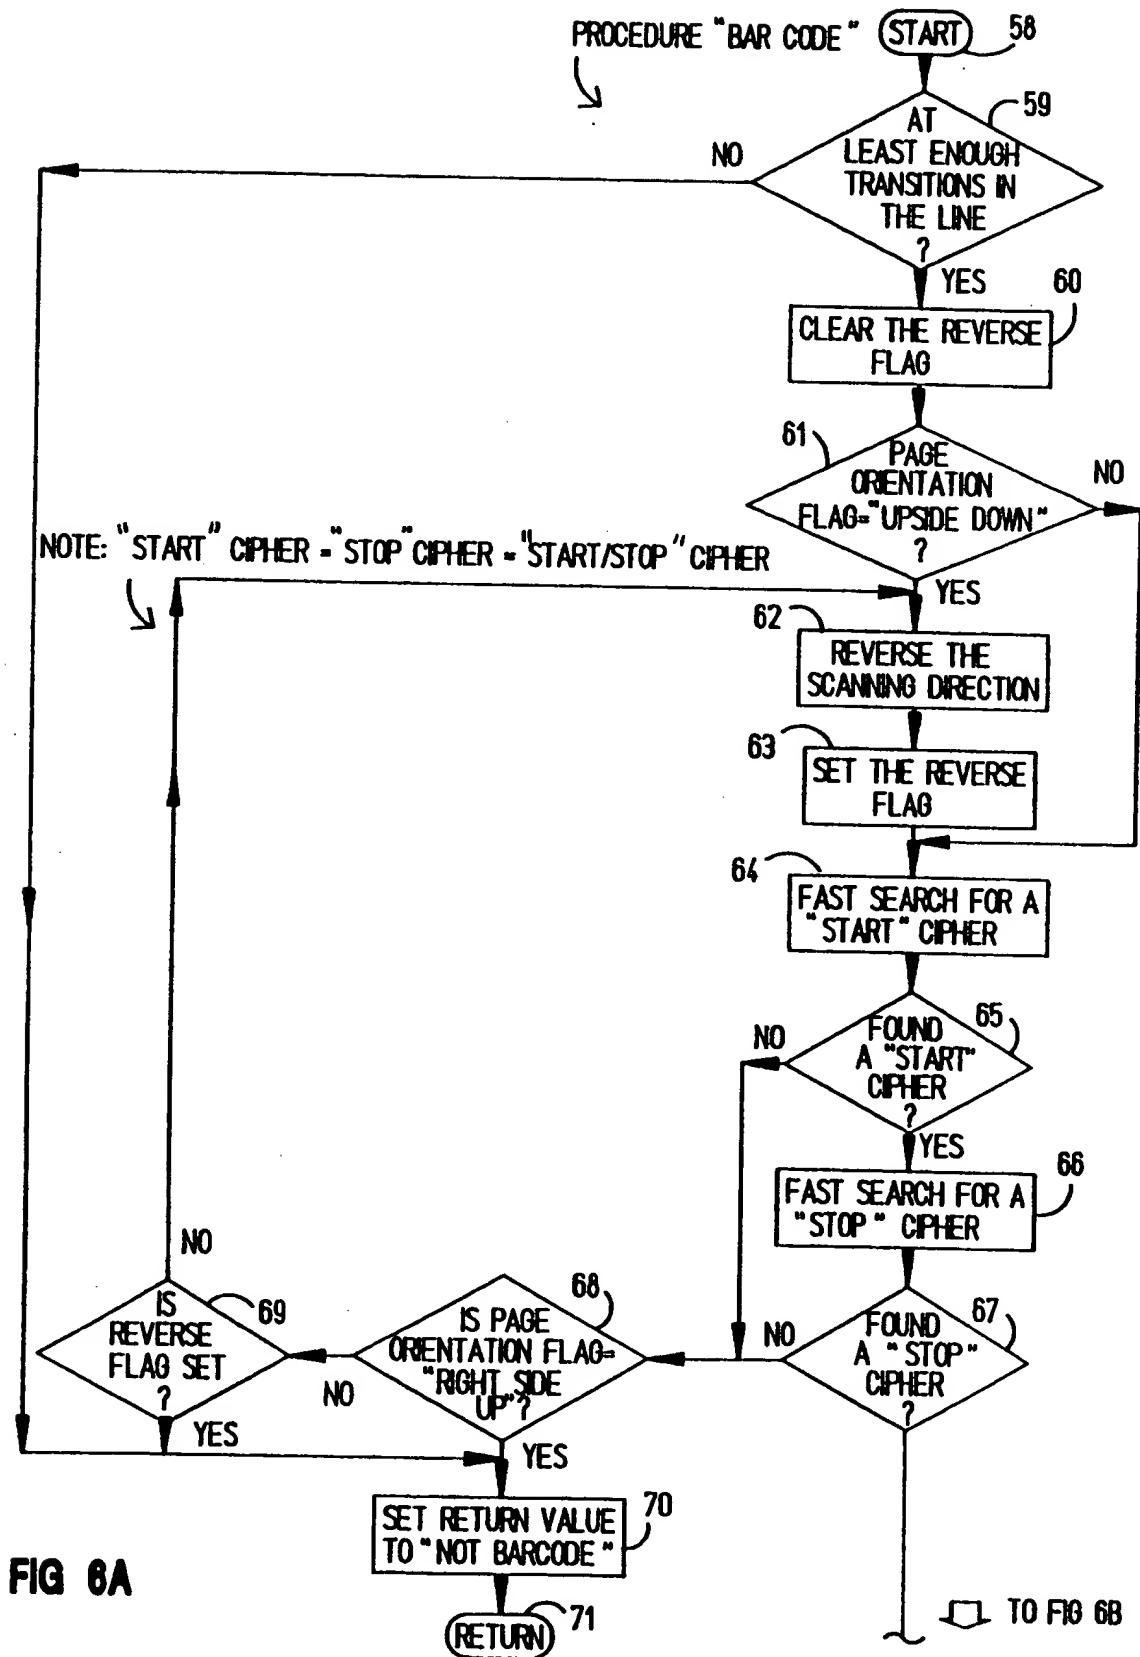 PROCEDURE "BAR CODE"
START
58
59
AT
LEAST ENOUGH
TRANSITIONS IN
THE LINE
?
NO
YES
60
CLEAR THE REVERSE
FLAG
61
PAGE
ORIENTATION
FLAG="UPSIDE DOWN"
?
NO
YES
NOTE: "START" CIPHER = "STOP" CIPHER = "START/STOP" CIPHER
62
REVERSE THE
SCANNING DIRECTION
63
SET THE REVERSE
FLAG
64
FAST SEARCH FOR A
"START" CIPHER
65
FOUND
A "START"
CIPHER
?
NO
YES
66
FAST SEARCH FOR A
"STOP" CIPHER
67
FOUND
A "STOP"
CIPHER
?
NO
68
IS PAGE
ORIENTATION FLAG=
"RIGHT SIDE
UP"?
NO
YES
69
IS
REVERSE
FLAG SET
?
NO
YES
70
SET RETURN VALUE
TO "NOT BARCODE"
71
RETURN
FIG 6A
TO FIG 6B